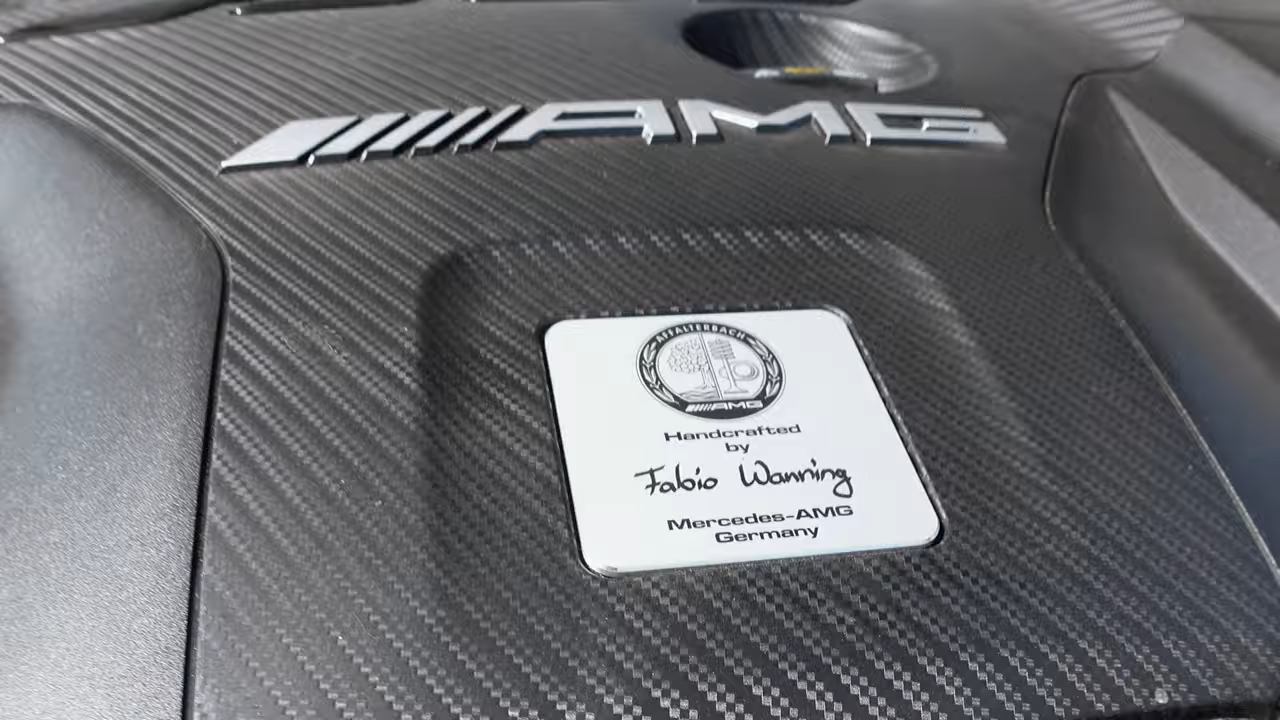 AMG
AFFALTERBACH
AMG
Handcrafted
by
Fabio Wanning
Mercedes-AMG
Germany